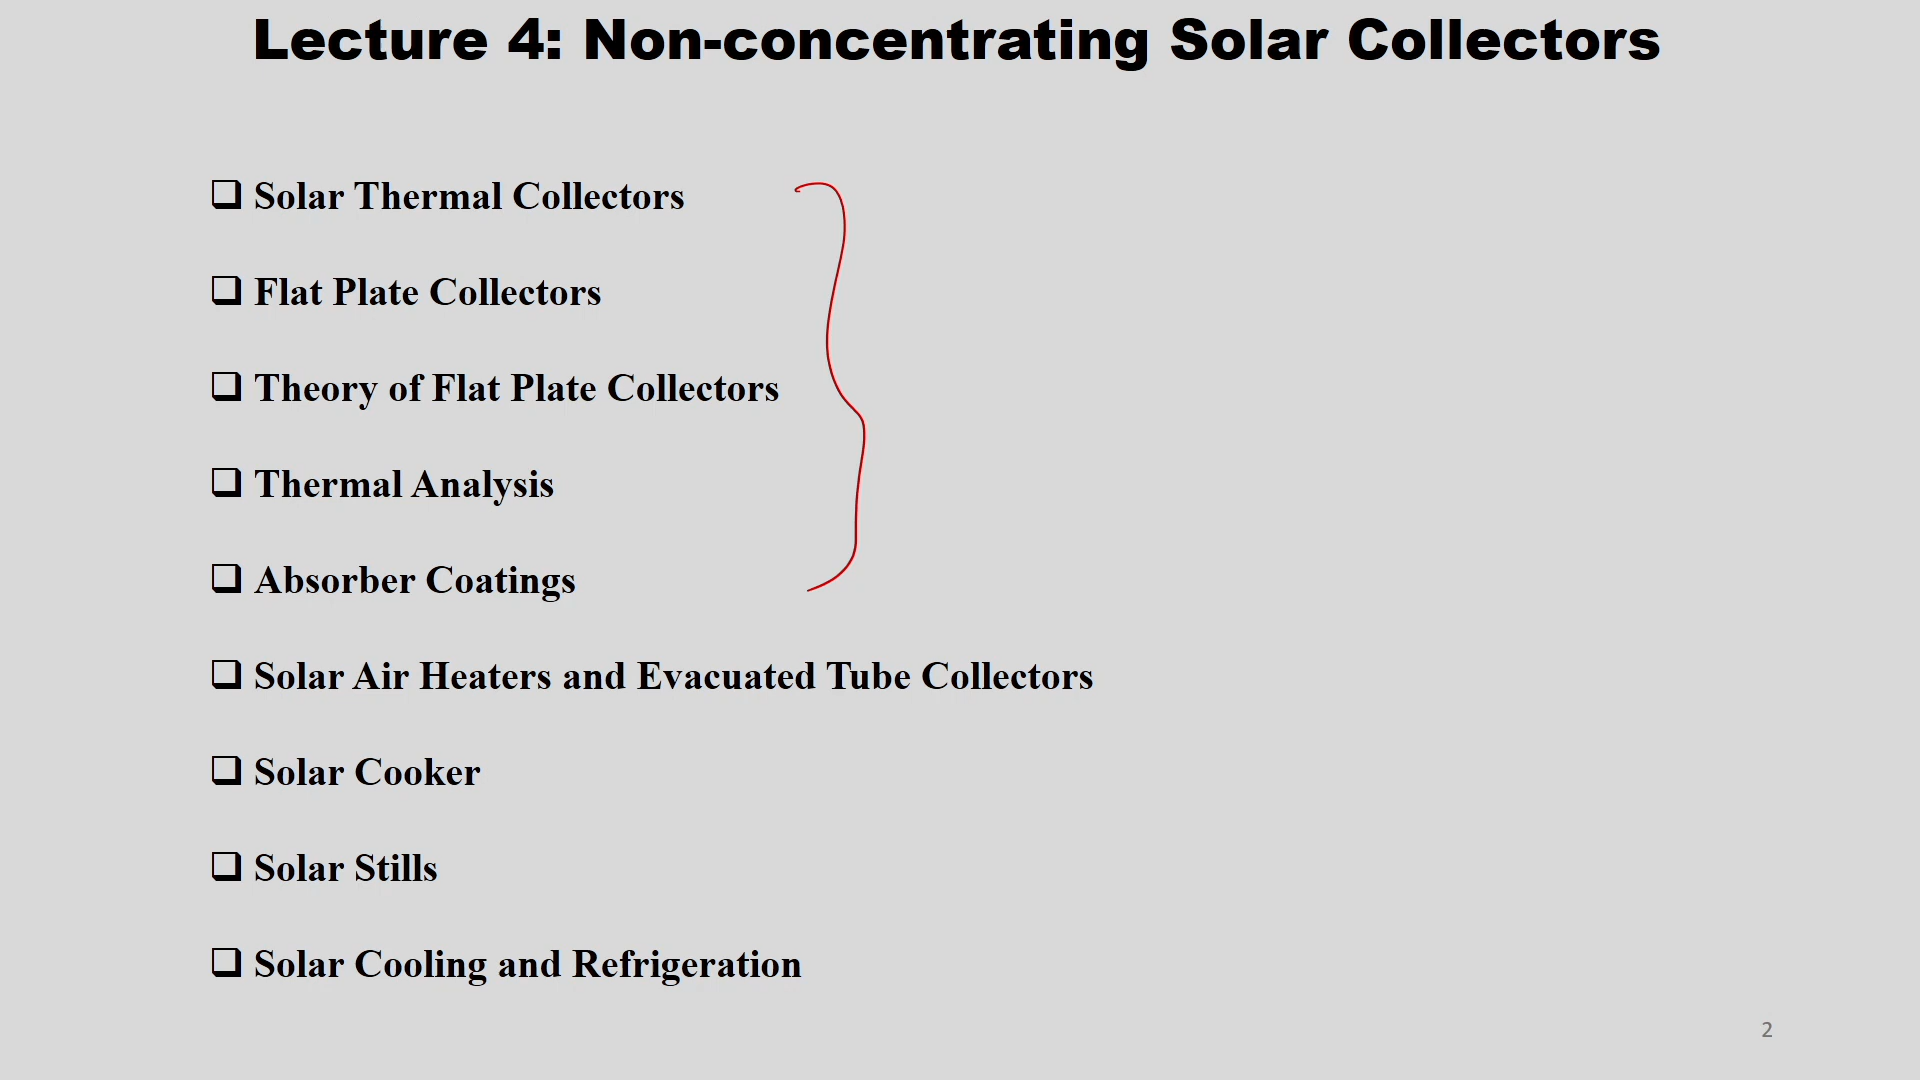 Lecture 4: Non-concentrating Solar Collectors
❑ Solar Thermal Collectors
❑ Flat Plate Collectors
❑ Theory of Flat Plate Collectors
❑ Thermal Analysis
❑ Absorber Coatings
❑ Solar Air Heaters and Evacuated Tube Collectors
❑ Solar Cooker
❑ Solar Stills
❑ Solar Cooling and Refrigeration
2